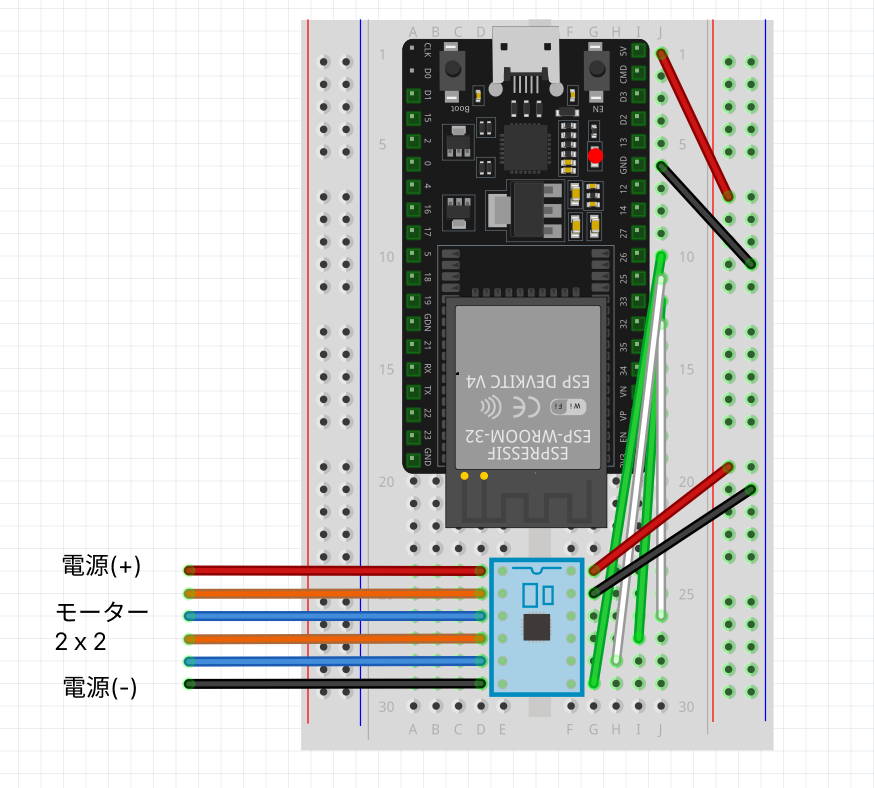 A B C D F G H I J
CLK
D0
D1
15
2
0
4
16
17
5
18
19
GDN
21
RX
TX
22
23
GND
Boot
EN
5V
CMD
D3
D2
13
GND
12
14
27
26
25
33
32
35
34
VN
VP
EN
3V3
1
5
10
15
20
30
1
5
10
15
20
25
30
ESP DEVKITC V4
CE Wi Fi
ESP-WROOM-32
ESPRESSIF
電源(+)
モーター
2 x 2
電源(-)
A B C D E F G H I J